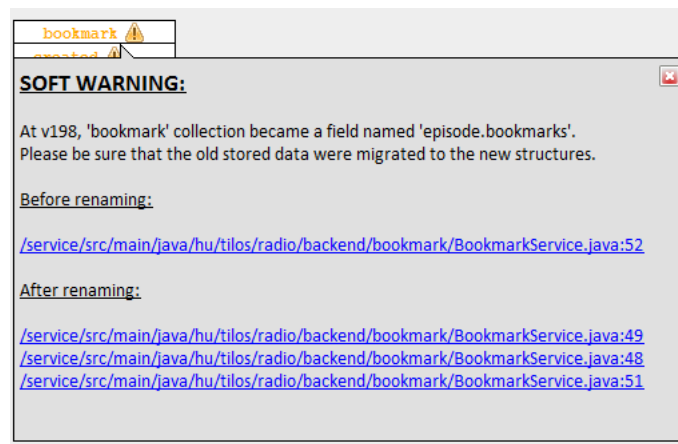 bookmark
created
SOFT WARNING:
At v198, 'bookmark' collection became a field named 'episode.bookmarks'.
Please be sure that the old stored data were migrated to the new structures.
Before renaming:
/service/src/main/java/hu/tilos/radio/backend/bookmark/BookmarkService.java:52
After renaming:
/service/src/main/java/hu/tilos/radio/backend/bookmark/BookmarkService.java:49
/service/src/main/java/hu/tilos/radio/backend/bookmark/BookmarkService.java:48
/service/src/main/java/hu/tilos/radio/backend/bookmark/BookmarkService.java:51